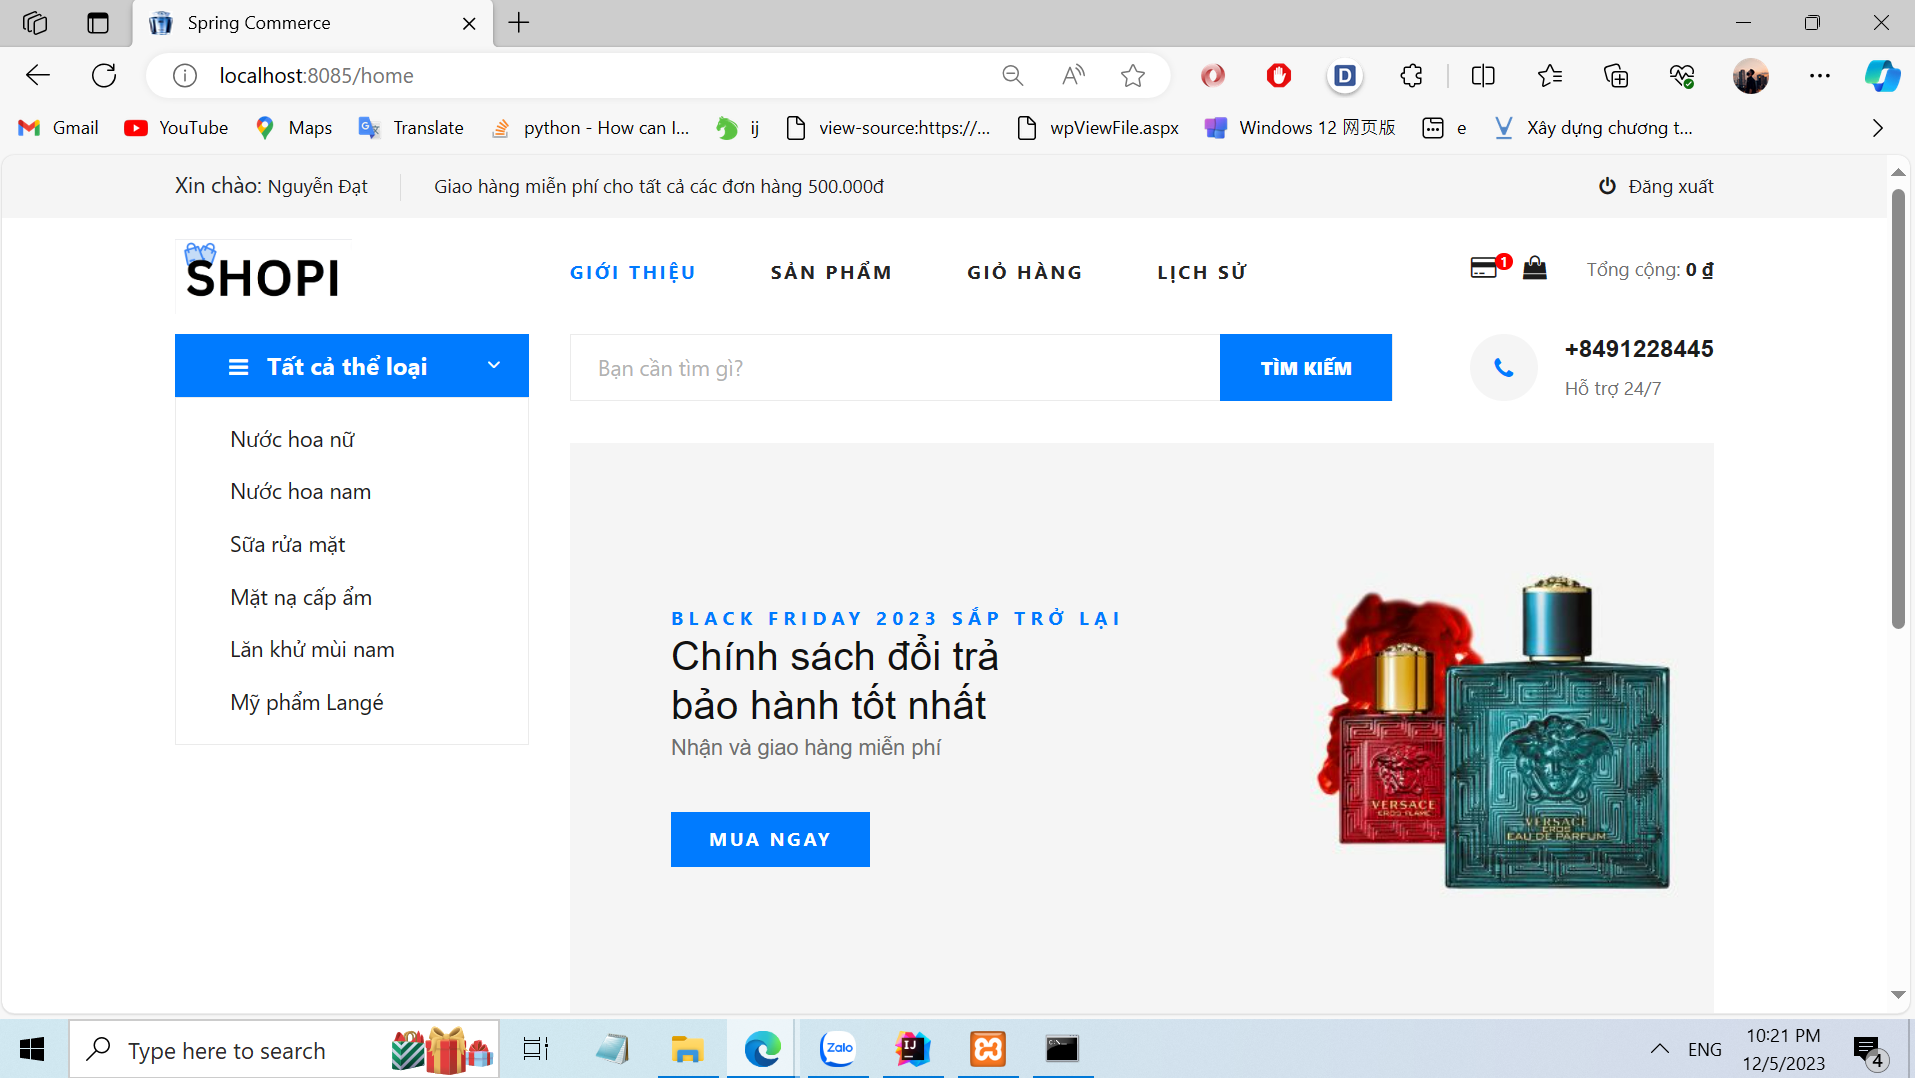 Spring Commerce
localhost:8085/home
Gmail YouTube Maps Translate python - How can I... ij view-source:https://... wpViewFile.aspx Windows 12 网页版 e Xây dựng chương t...
Xin chào: Nguyễn Đạt Giao hàng miễn phí cho tất cả các đơn hàng 500.000đ Đăng xuất
SHOPI GIỚI THIỆU SẢN PHẨM GIỎ HÀNG LỊCH SỬ 1 Tổng cộng: 0 ₫
Tất cả thể loại Bạn cần tìm gì? TÌM KIẾM +8491228445
Hỗ trợ 24/7
Nước hoa nữ
Nước hoa nam
Sữa rửa mặt
Mặt nạ cấp ẩm
Lăn khử mùi nam
Mỹ phẩm Langé
BLACK FRIDAY 2023 SẮP TRỞ LẠI
Chính sách đổi trả
bảo hành tốt nhất
Nhận và giao hàng miễn phí
MUA NGAY
VERSACE
EROS FLAME
VERSACE
EROS
EAU DE PARFUM
Type here to search Zalo IJ ENG 10:21 PM
12/5/2023 4